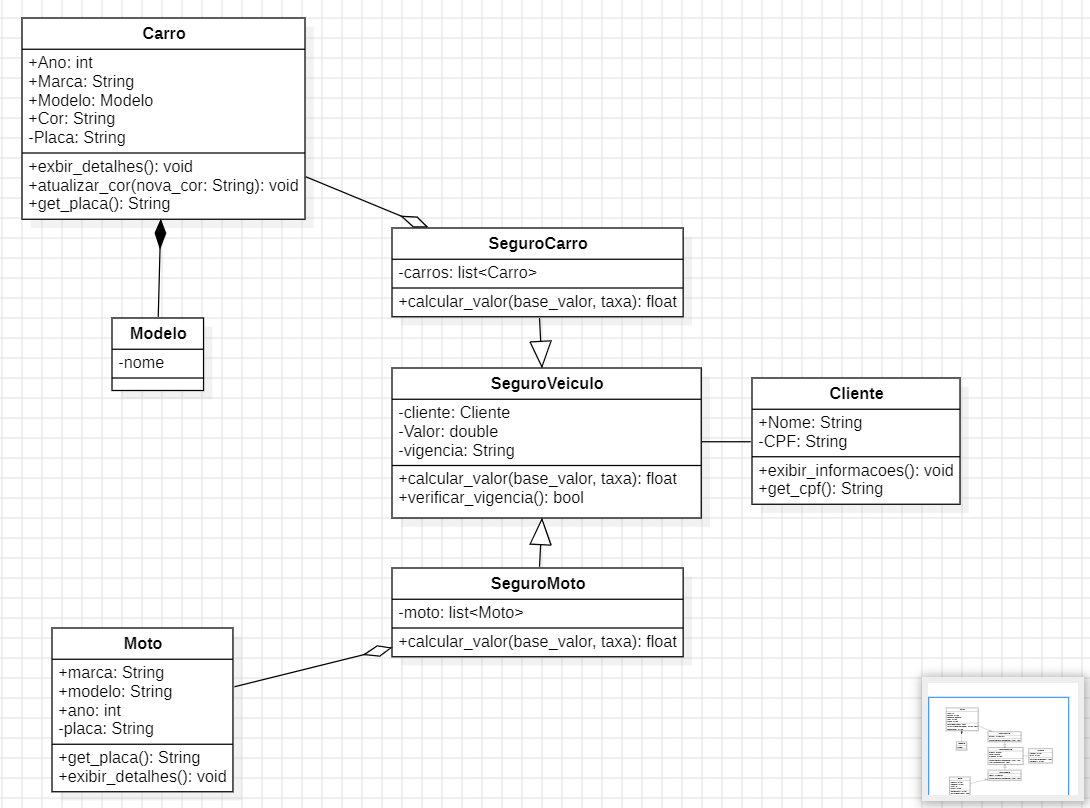 Carro
+Ano: int
+Marca: String
+Modelo: Modelo
+Cor: String
-Placa: String
+exbir_detalhes(): void
+atualizar_cor(nova_cor: String): void
+get_placa(): String
SeguroCarro
-carros: list<Carro>
+calcular_valor(base_valor, taxa): float
Modelo
-nome
SeguroVeiculo
-cliente: Cliente
-Valor: double
-vigencia: String
+calcular_valor(base_valor, taxa): float
+verificar_vigencia(): bool
Cliente
+Nome: String
-CPF: String
+exibir_informacoes(): void
+get_cpf(): String
SeguroMoto
-moto: list<Moto>
+calcular_valor(base_valor, taxa): float
Moto
+marca: String
+modelo: String
+ano: int
-placa: String
+get_placa(): String
+exibir_detalhes(): void